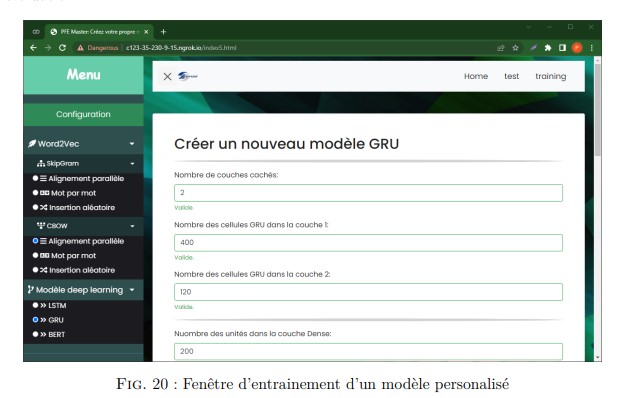 PFE Master: Créez votre propre
Dangerous | c123-35-230-9-15.ngrok.io/index5.html
Menu
Home test training
Configuration
Créer un nouveau modèle GRU
Word2Vec
SkipGram
Nombre de couches cachés:
Alignement parallèle
2
Mot par mot
Valide.
Insertion aléatoire
Nombre des cellules GRU dans la couche 1:
CBOW
400
Alignement parallèle
Valide.
Mot par mot
Nombre des cellules GRU dans la couche 2:
Insertion aléatoire
120
Modèle deep learning
Valide.
LSTM
GRU
Nuombre des unités dans la couche Dense:
BERT
200
FIG. 20 : Fenêtre d'entrainement d'un modèle personalisé